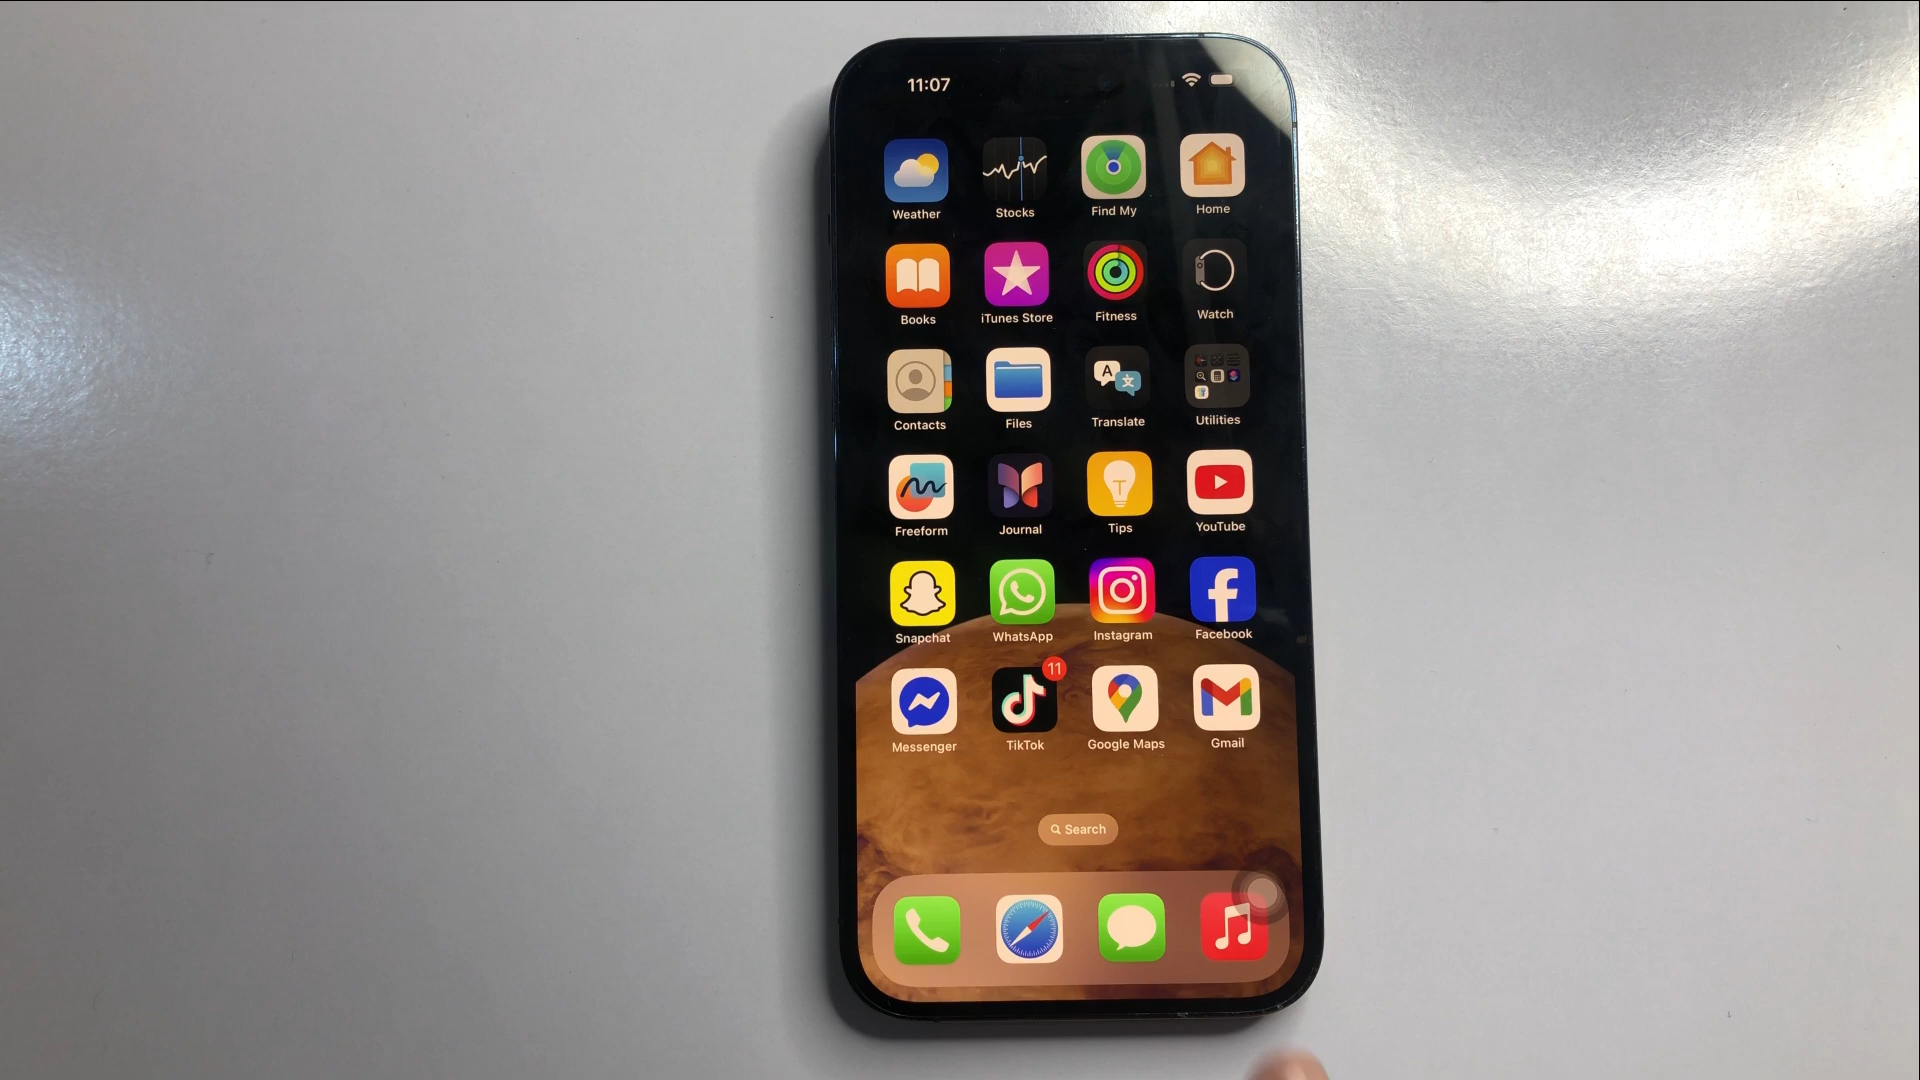 11:07
Weather Stocks Find My Home
Books iTunes Store Fitness Watch
Contacts Files A 文 Translate Utilities
Freeform Journal T Tips YouTube
Snapchat WhatsApp Instagram Facebook
11
Messenger TikTok Google Maps Gmail
Search